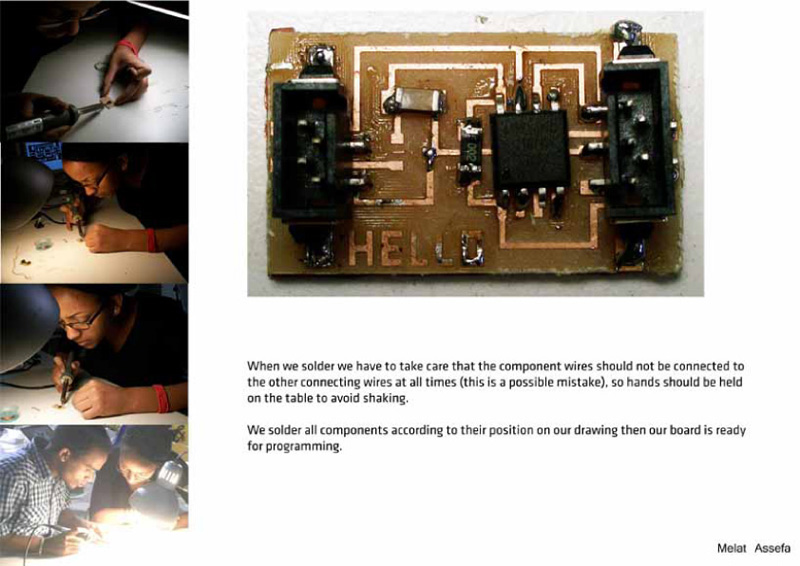 HELLO
When we solder we have to take care that the component wires should not be connected to
the other connecting wires at all times (this is a possible mistake), so hands should be held
on the table to avoid shaking.
We solder all components according to their position on our drawing then our board is ready
for programming.
Melat Assefa